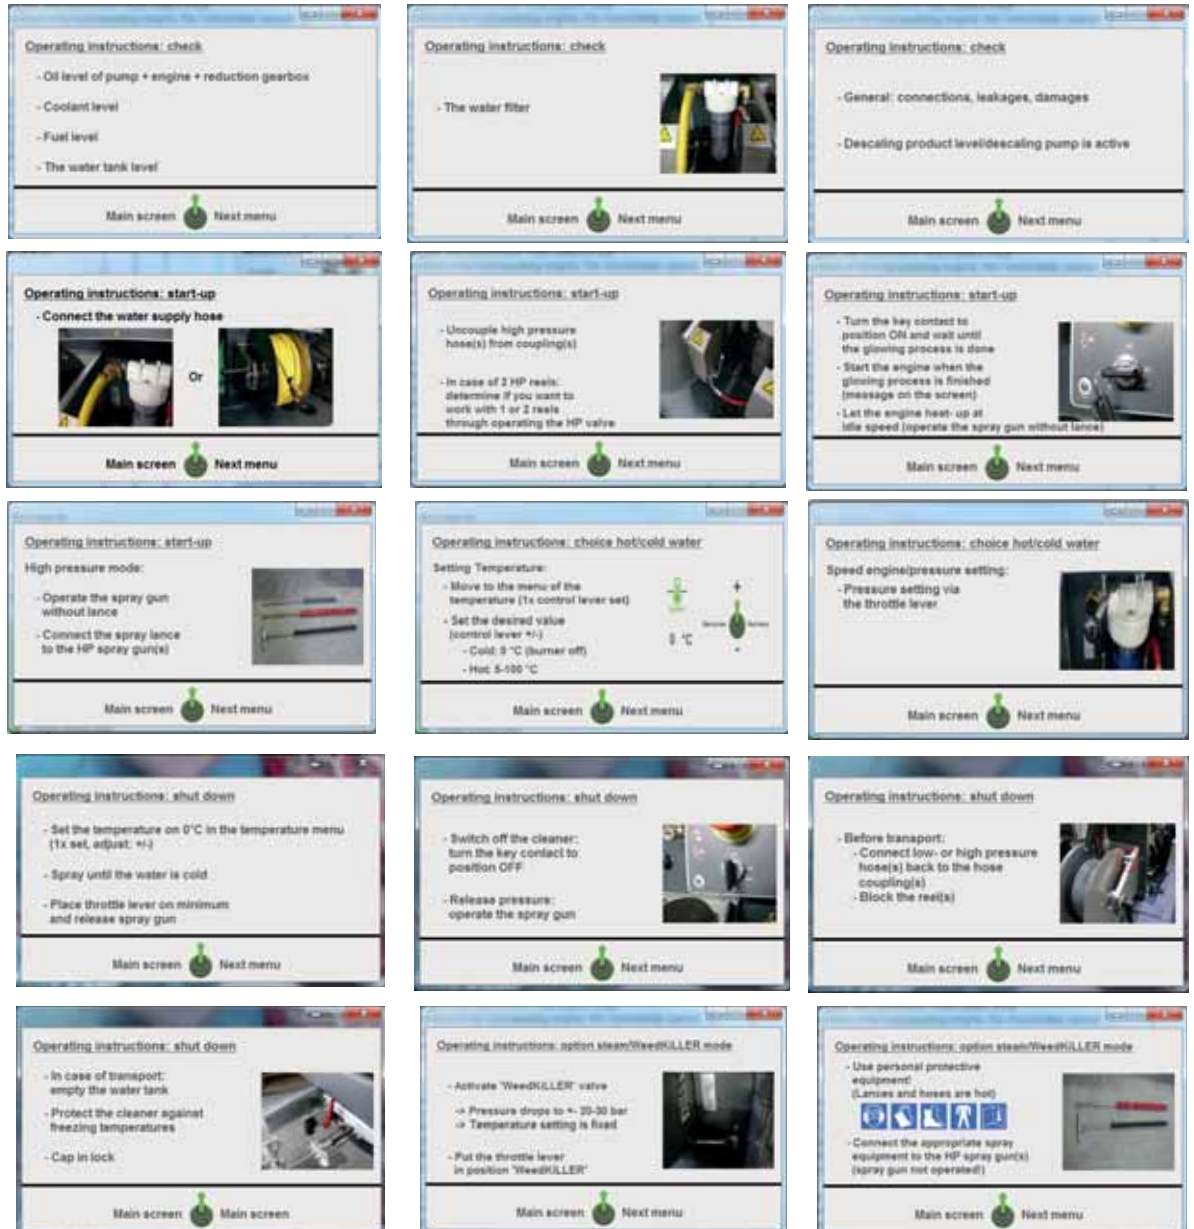 Operating instructions: check
- Oil level of pump + engine + reduction gearbox
- Coolant level
- Fuel level
- The water tank level
Main screen Next menu
Operating instructions: check
- The water filter
Main screen Next menu
Operating instructions: check
- General: connections, leakages, damages
- Descaling product level/descaling pump is active
Main screen Next menu
Operating instructions: start-up
- Connect the water supply hose
Or
Main screen Next menu
Operating instructions: start-up
- Uncouple high pressure
hose(s) from coupling(s)
- In case of 2 HP reels:
determine if you want to
work with 1 or 2 reels
through operating the HP valve
Main screen Next menu
Operating instructions: start-up
- Turn the key contact to
position ON and wait until
the glowing process is done
- Start the engine when the
glowing process is finished
(message on the screen)
- Let the engine heat- up at
idle speed (operate the spray gun without lance)
Main screen Next menu
Operating instructions: start-up
High pressure mode:
- Operate the spray gun
without lance
- Connect the spray lance
to the HP spray gun(s)
Main screen Next menu
Operating instructions: choice hot/cold water
Setting Temperature:
- Move to the menu of the
temperature (1x control lever set)
- Set the desired value
(control lever +/-)
- Cold: 0 °C (burner off)
- Hot: 5-100 °C
+
0 °C
-
Main screen Next menu
Operating instructions: choice hot/cold water
Speed engine/pressure setting:
- Pressure setting via
the throttle lever
Main screen Next menu
Operating instructions: shut down
- Set the temperature on 0°C in the temperature menu
(1x set, adjust: +/-)
- Spray until the water is cold
- Place throttle lever on minimum
and release spray gun
Main screen Next menu
Operating instructions: shut down
- Switch off the cleaner:
turn the key contact to
position OFF
- Release pressure:
operate the spray gun
Main screen Next menu
Operating instructions: shut down
- Before transport:
- Connect low- or high pressure
hose(s) back to the hose
coupling(s)
- Block the reel(s)
Main screen Next menu
Operating instructions: shut down
- In case of transport:
empty the water tank
- Protect the cleaner against
freezing temperatures
- Cap in lock
Main screen Main screen
Operating instructions: option steam/WeedKILLER mode
- Activate 'WeedKILLER' valve
-> Pressure drops to +- 20-30 bar
-> Temperature setting is fixed
- Put the throttle lever
in position 'WeedKILLER'
Main screen Next menu
Operating instructions: option steam/WeedKILLER mode
- Use personal protective
equipment!
(Lances and hoses are hot)
- Connect the appropriate spray
equipment to the HP spray gun(s)
(spray gun not operated!)
Main screen Next menu